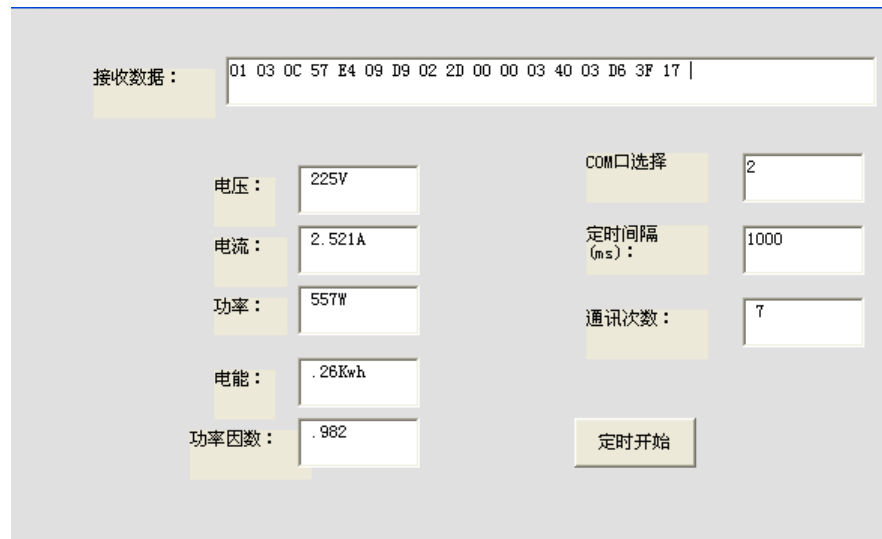 接收数据：
01 03 0C 57 E4 09 D9 02 2D 00 00 03 40 03 D6 3F 17
电压：
225V
电流：
2.521A
功率：
557W
电能：
.26Kwh
功率因数：
.982
COM口选择
2
定时间隔
(ms)：
1000
通讯次数：
7
定时开始